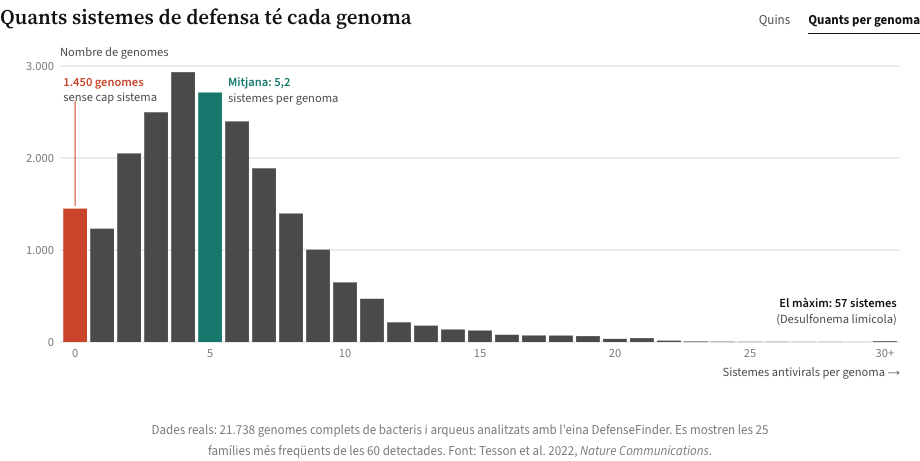 Quants sistemes de defensa té cada genoma
Quins
Quants per genoma
Nombre de genomes
3.000
1.450 genomes
sense cap sistema
Mitjana: 5,2
sistemes per genoma
2.000
1.000
El màxim: 57 sistemes
(Desulfonema limicola)
0
0 5 10 15 20 25 30+
Sistemes antivirals per genoma →
Dades reals: 21.738 genomes complets de bacteris i arqueus analitzats amb l'eina DefenseFinder. Es mostren les 25
famílies més freqüents de les 60 detectades. Font: Tesson et al. 2022, Nature Communications.